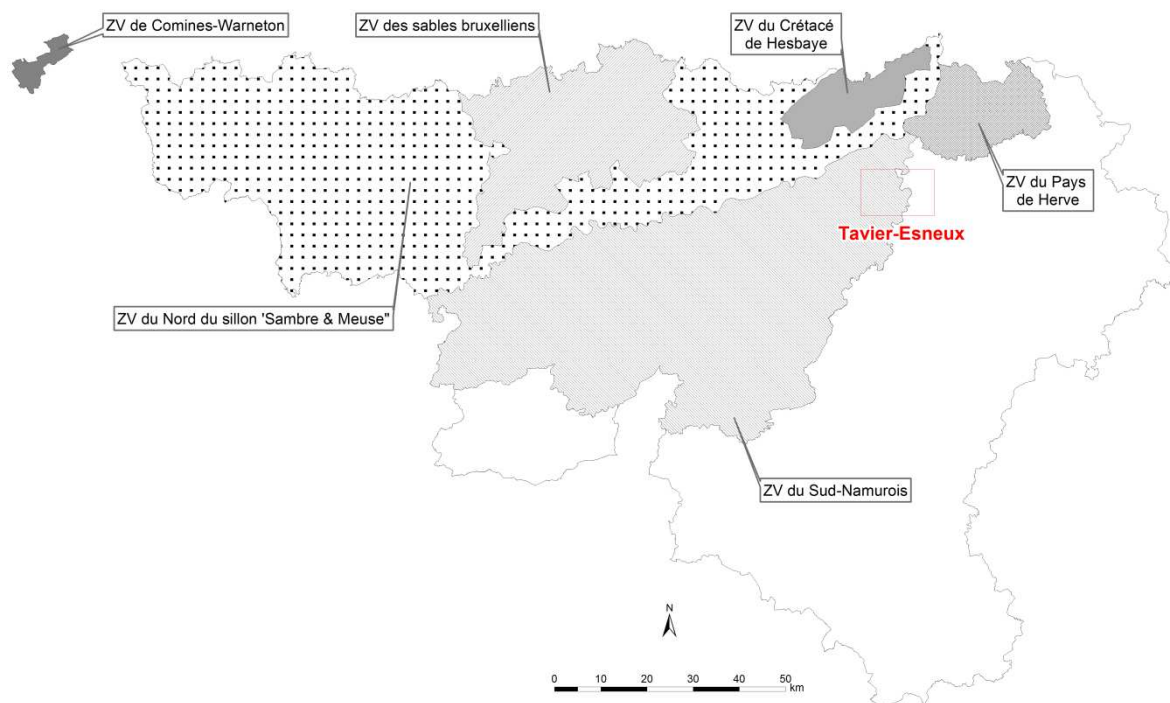 ZV de Comines-Warneton
ZV des sables bruxelliens
ZV du Crétacé
de Hesbaye
ZV du Pays
de Herve
Tavier-Esneux
ZV du Nord du sillon 'Sambre & Meuse"
ZV du Sud-Namurois
N
0 10 20 30 40 50
km